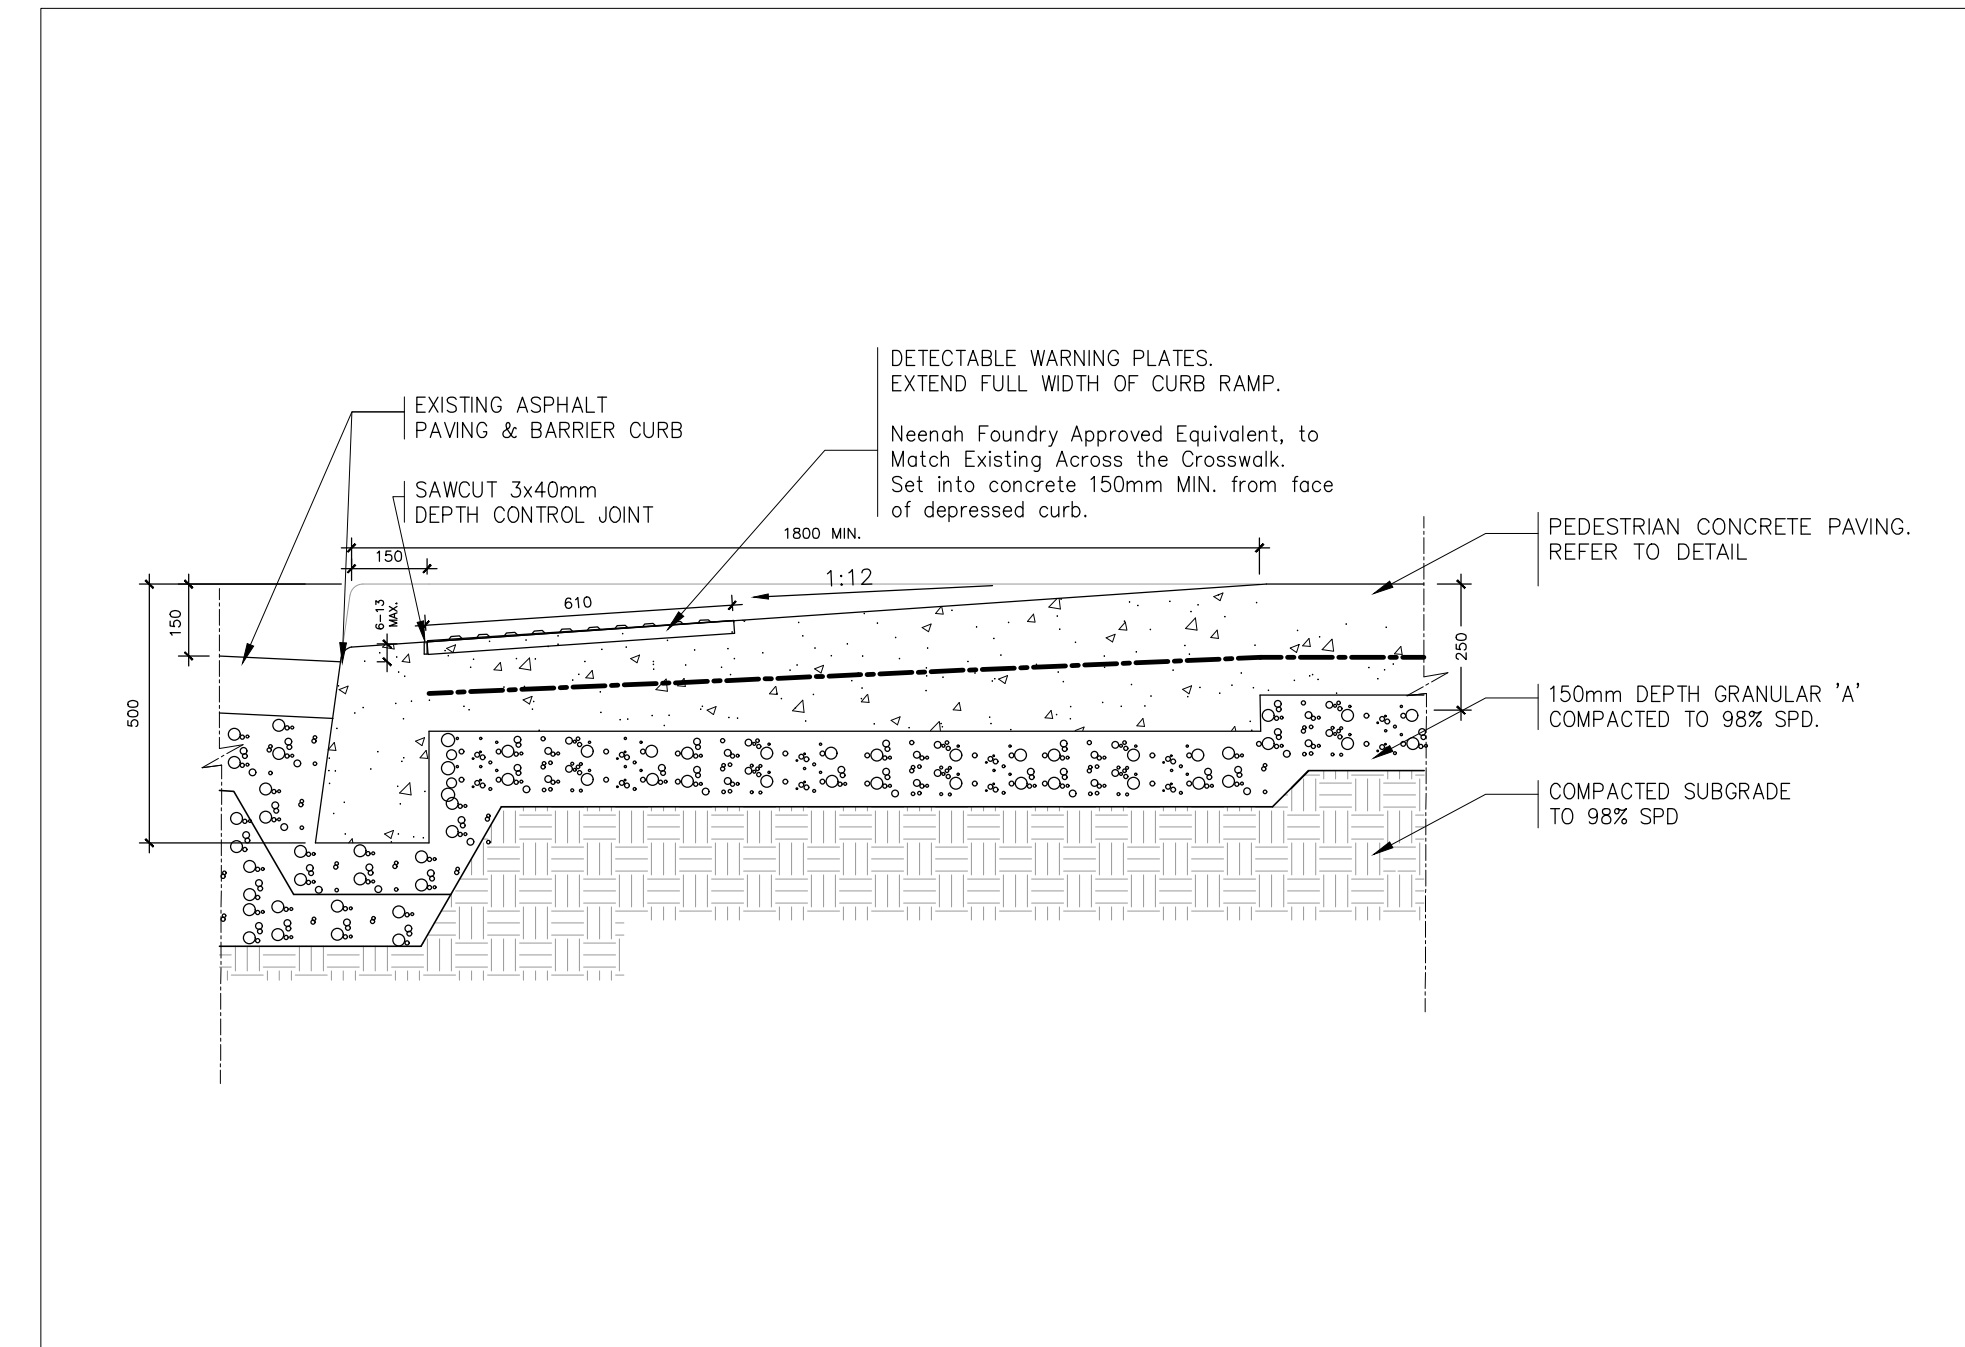 DETECTABLE WARNING PLATES.
EXTEND FULL WIDTH OF CURB RAMP.
Neenah Foundry Approved Equivalent, to
Match Existing Across the Crosswalk.
Set into concrete 150mm MIN. from face
of depressed curb.
EXISTING ASPHALT
PAVING & BARRIER CURB
SAWCUT 3x40mm
DEPTH CONTROL JOINT
1800 MIN.
150
1:12
610
6-13
MAX.
150
500
250
PEDESTRIAN CONCRETE PAVING.
REFER TO DETAIL
150mm DEPTH GRANULAR 'A'
COMPACTED TO 98% SPD.
COMPACTED SUBGRADE
TO 98% SPD